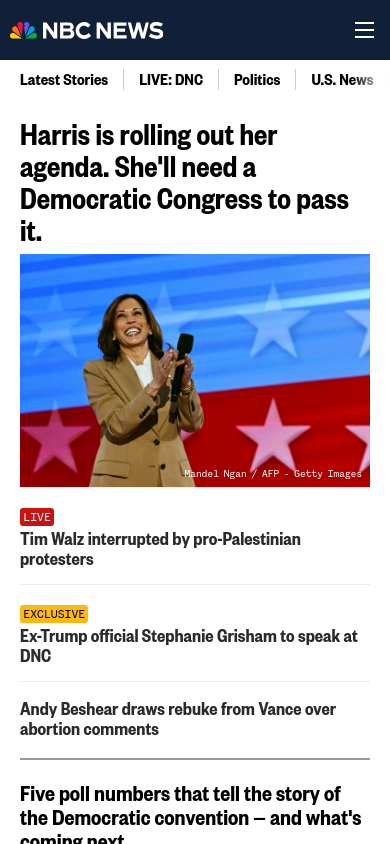 NBC NEWS
Latest Stories
LIVE: DNC
Politics
U.S. News
Harris is rolling out her
agenda. She'll need a
Democratic Congress to pass
it.
Mandel Ngan / AFP - Getty Images
LIVE
Tim Walz interrupted by pro-Palestinian
protesters
EXCLUSIVE
Ex-Trump official Stephanie Grisham to speak at
DNC
Andy Beshear draws rebuke from Vance over
abortion comments
Five poll numbers that tell the story of
the Democratic convention — and what's
coming next